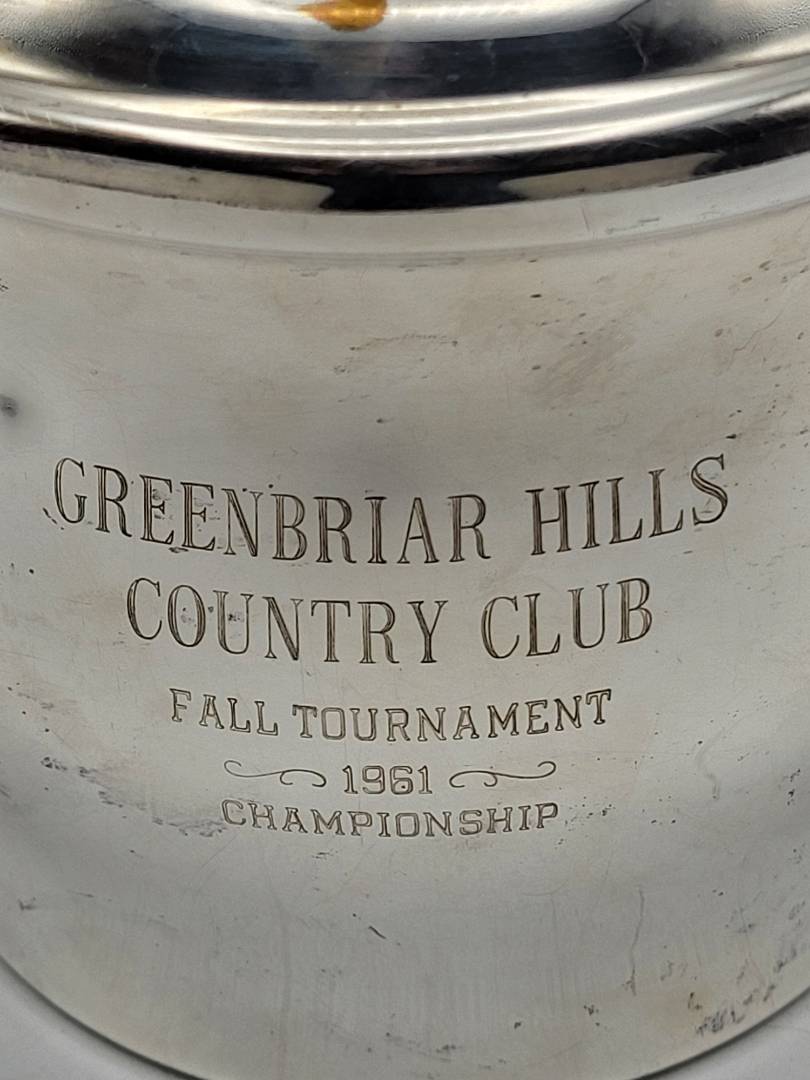 GREENBRIAR HILLS
COUNTRY CLUB
FALL TOURNAMENT
1961
CHAMPIONSHIP